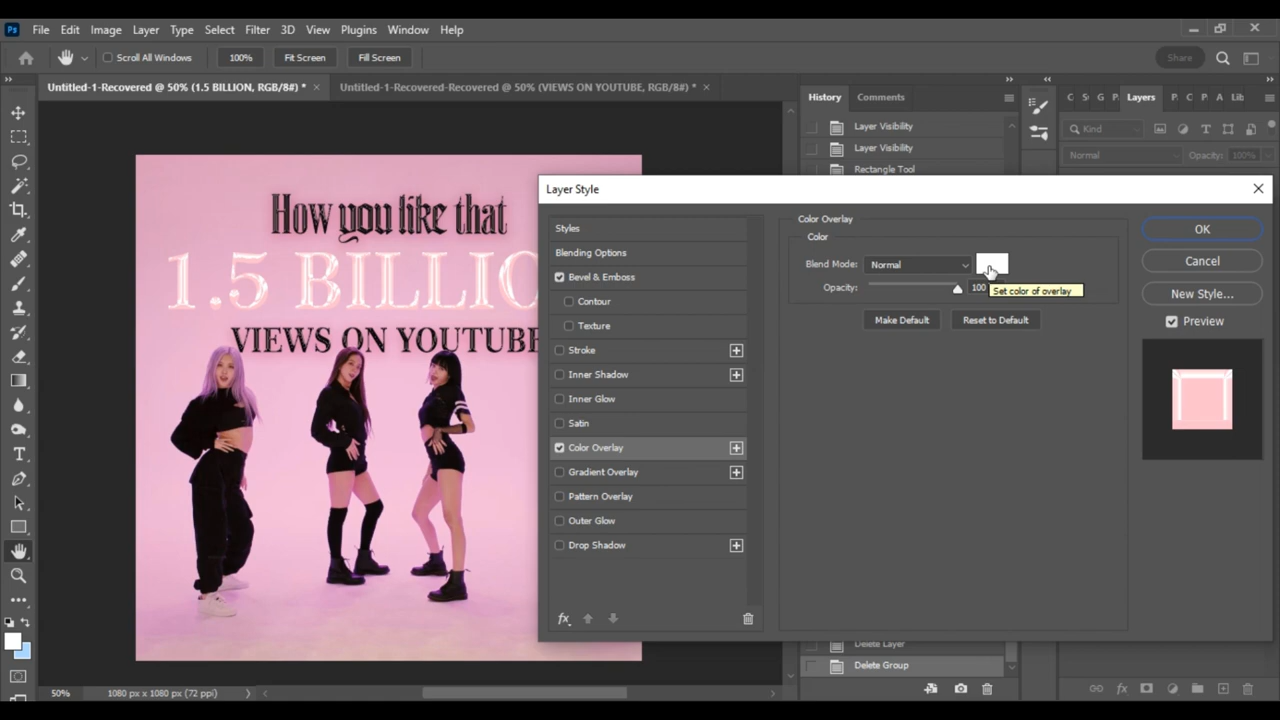 Ps File Edit Image Layer Type Select Filter 3D View Plugins Window Help
Scroll All Windows 100% Fit Screen Fill Screen Share
Untitled-1-Recovered @ 50% (1.5 BILLION, RGB/8#) * × Untitled-1-Recovered-Recovered @ 50% (VIEWS ON YOUTUBE, RGB/8#) * ×
History Comments
C S G P Layers P C P A Lib
Layer Visibility
Kind
Layer Visibility
Normal Opacity: 100%
Rectangle Tool
How you like that
1.5 BILLIO
VIEWS ON YOUTUBE
Layer Style
Styles
Blending Options
Bevel & Emboss
Contour
Texture
Stroke
Inner Shadow
Inner Glow
Satin
Color Overlay
Gradient Overlay
Pattern Overlay
Outer Glow
Drop Shadow
fx
Color Overlay
Color
Blend Mode: Normal
Opacity: 100
Set color of overlay
Make Default Reset to Default
OK
Cancel
New Style...
Preview
Delete Layer
Delete Group
50% 1080 px x 1080 px (72 ppi)
fx